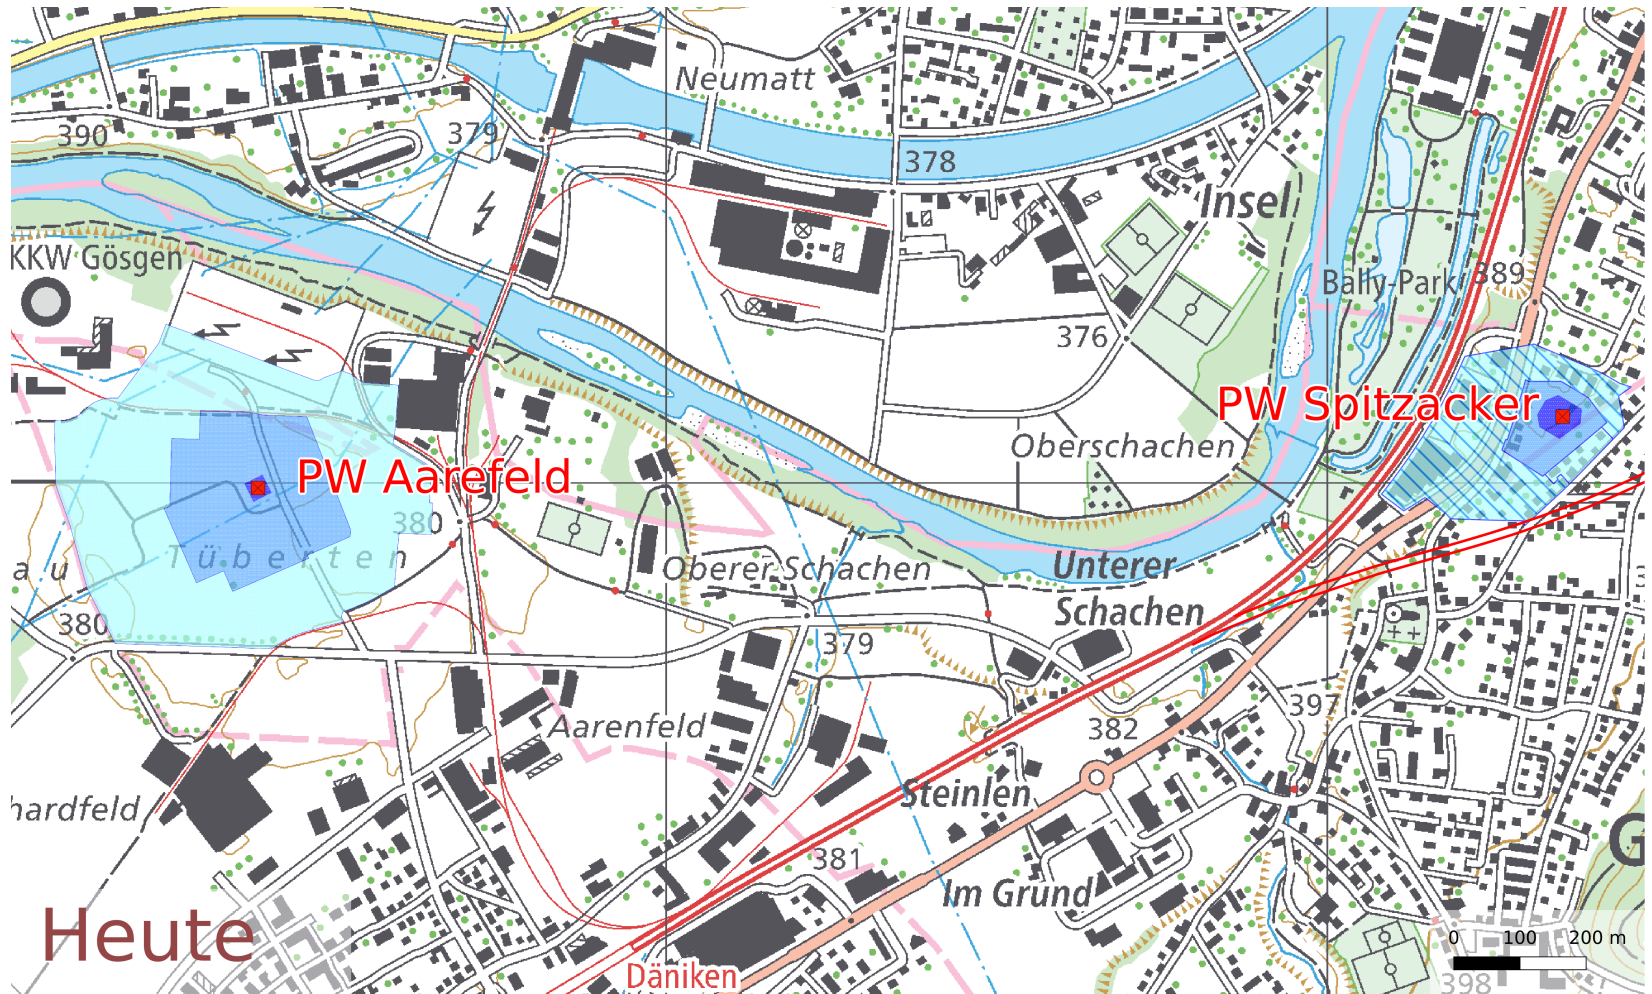 Neumatt
390
379
378
Insel
KKW Gösgen
Bally-Park
389
376
PW Spitzacker
Oberschachen
PW Aarefeld
380
Tüberten
a u
Oberer Schachen
Unterer
Schachen
380
379
397
382
Aarenfeld
Steinlen
hardfeld
381
Im Grund
G
Heute
Däniken
0 100 200 m
398